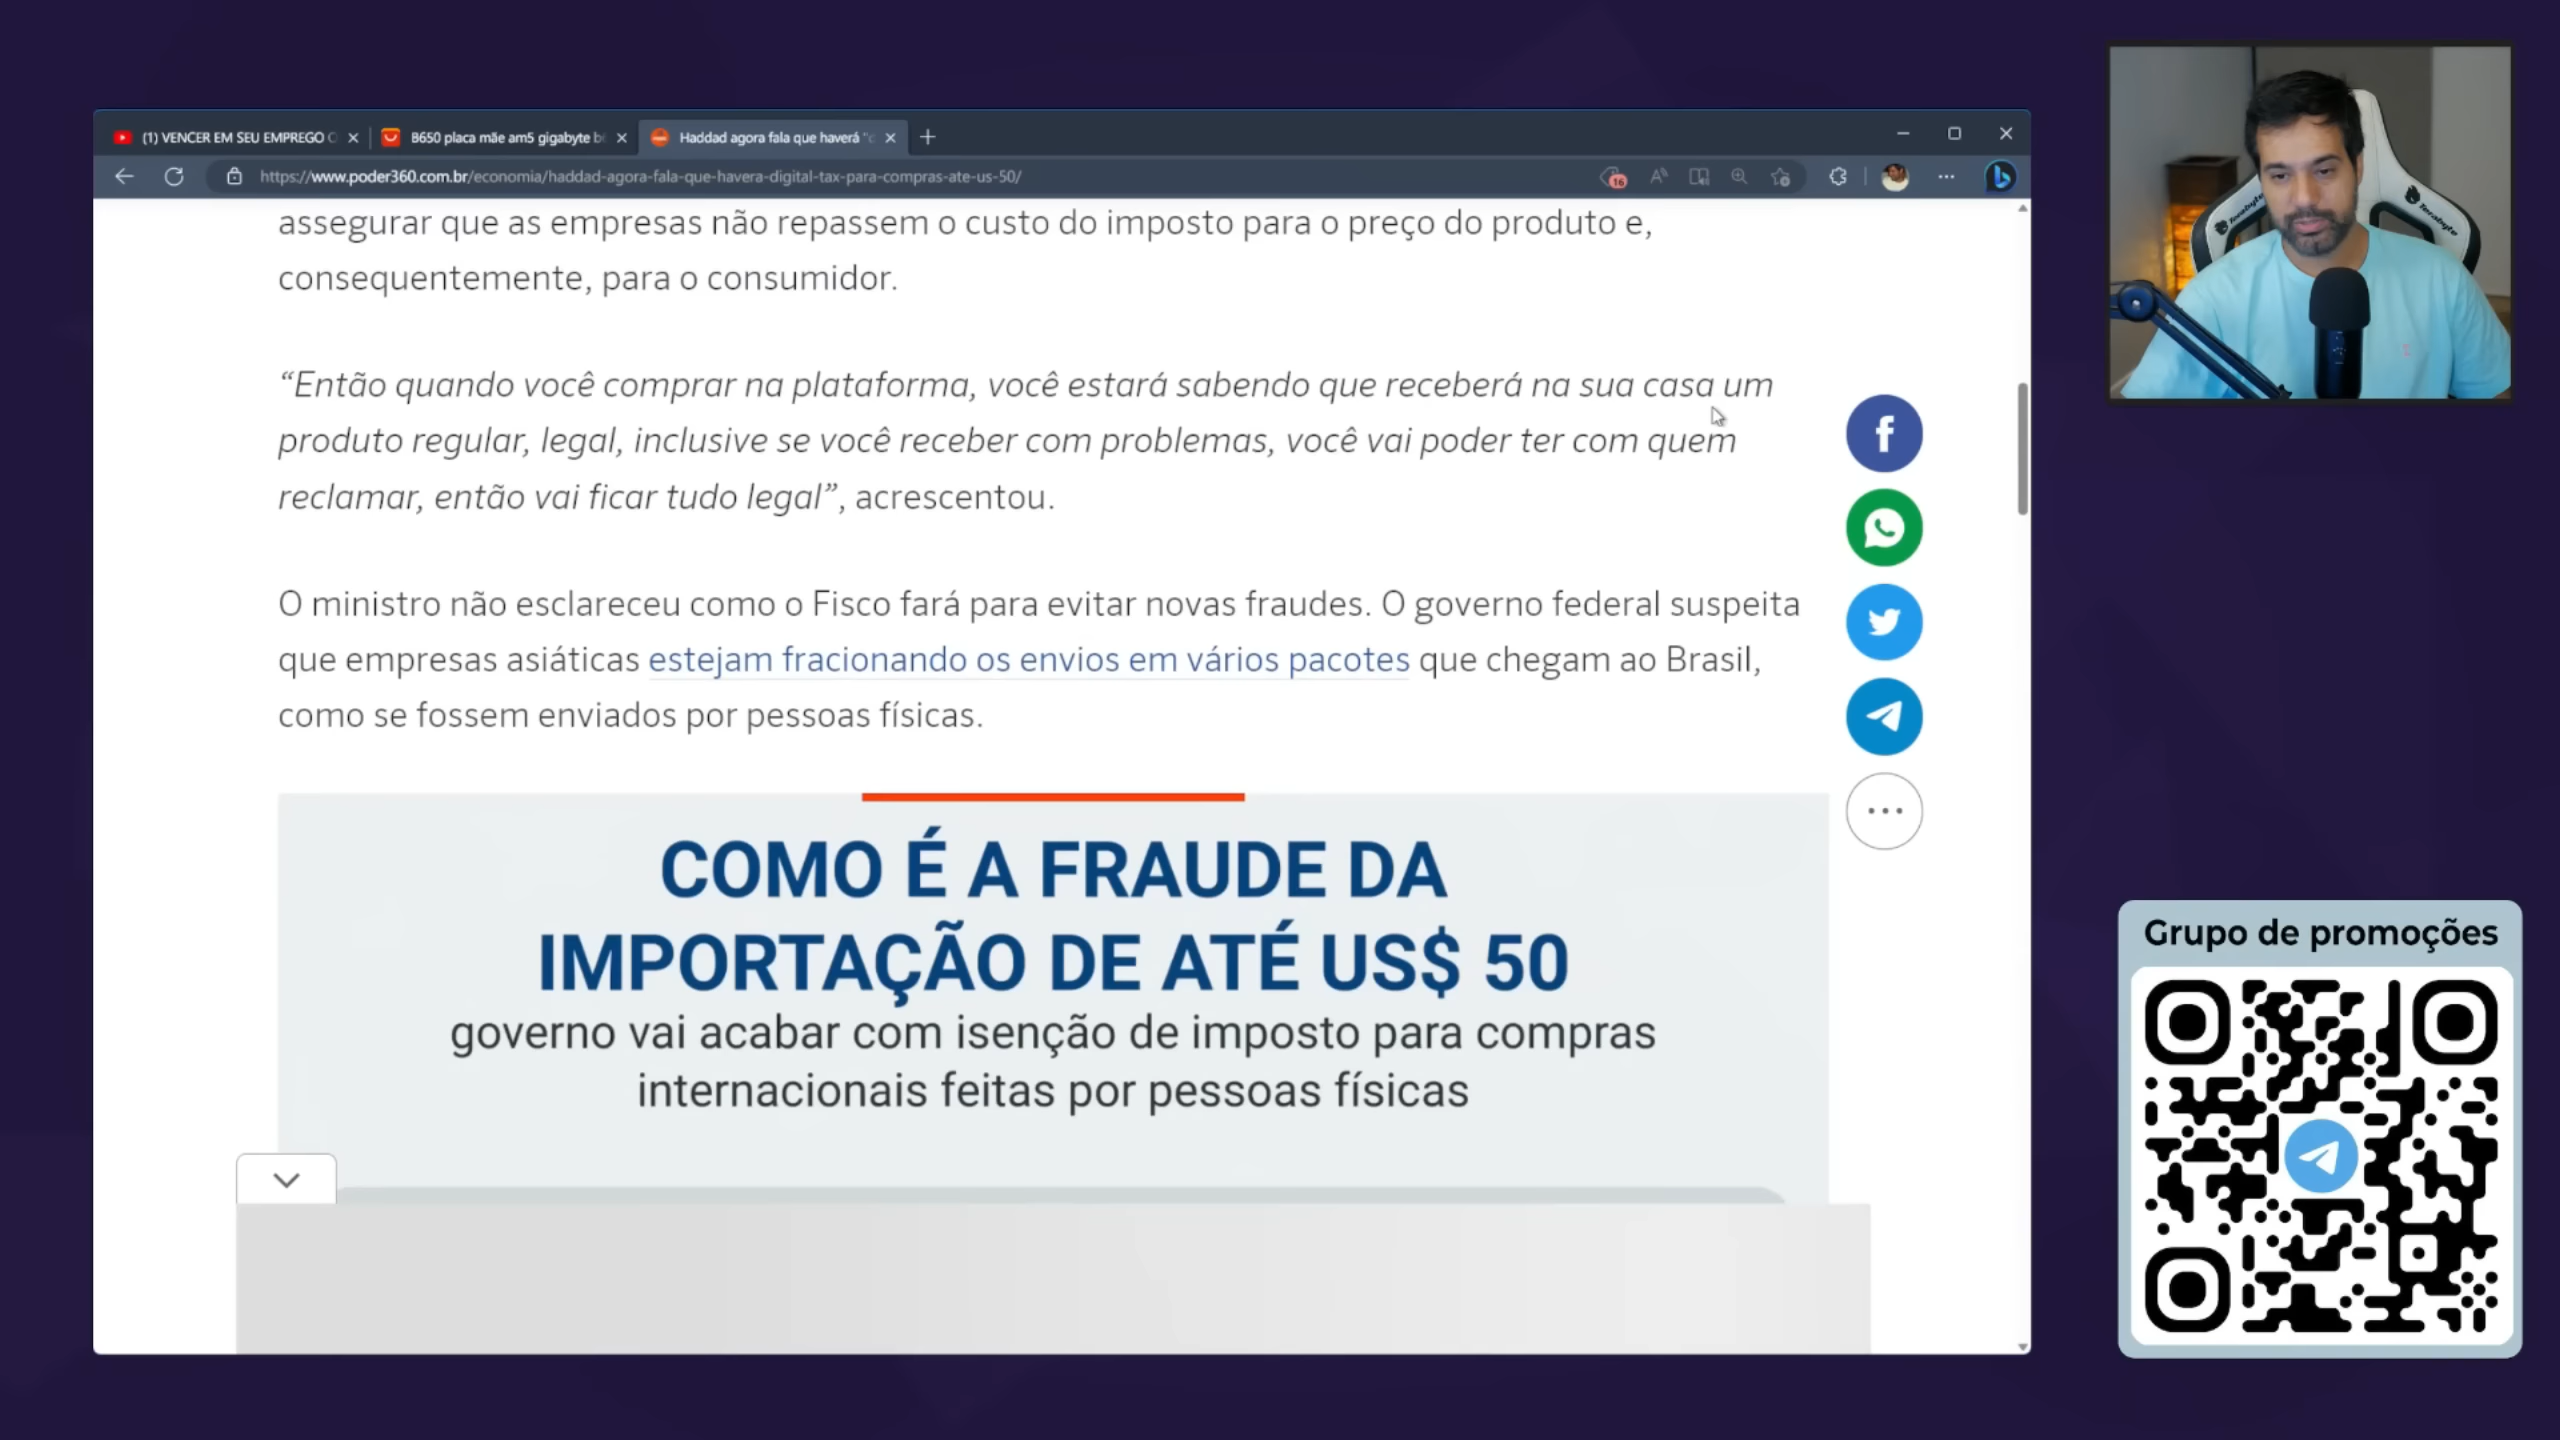 (1) VENCER EM SEU EMPREGO
B650 placa mãe am5 gigabyte
Haddad agora fala que haverá
https://www.poder360.com.br/economia/haddad-agora-fala-que-havera-digital-tax-para-compras-ate-us-50/
16
assegurar que as empresas não repassem o custo do imposto para o preço do produto e,
consequentemente, para o consumidor.
“Então quando você comprar na plataforma, você estará sabendo que receberá na sua casa um
produto regular, legal, inclusive se você receber com problemas, você vai poder ter com quem
reclamar, então vai ficar tudo legal”, acrescentou.
O ministro não esclareceu como o Fisco fará para evitar novas fraudes. O governo federal suspeita
que empresas asiáticas estejam fracionando os envios em vários pacotes que chegam ao Brasil,
como se fossem enviados por pessoas físicas.
COMO É A FRAUDE DA
IMPORTAÇÃO DE ATÉ US$ 50
governo vai acabar com isenção de imposto para compras
internacionais feitas por pessoas físicas
Terabyte
Terabyte
Grupo de promoções